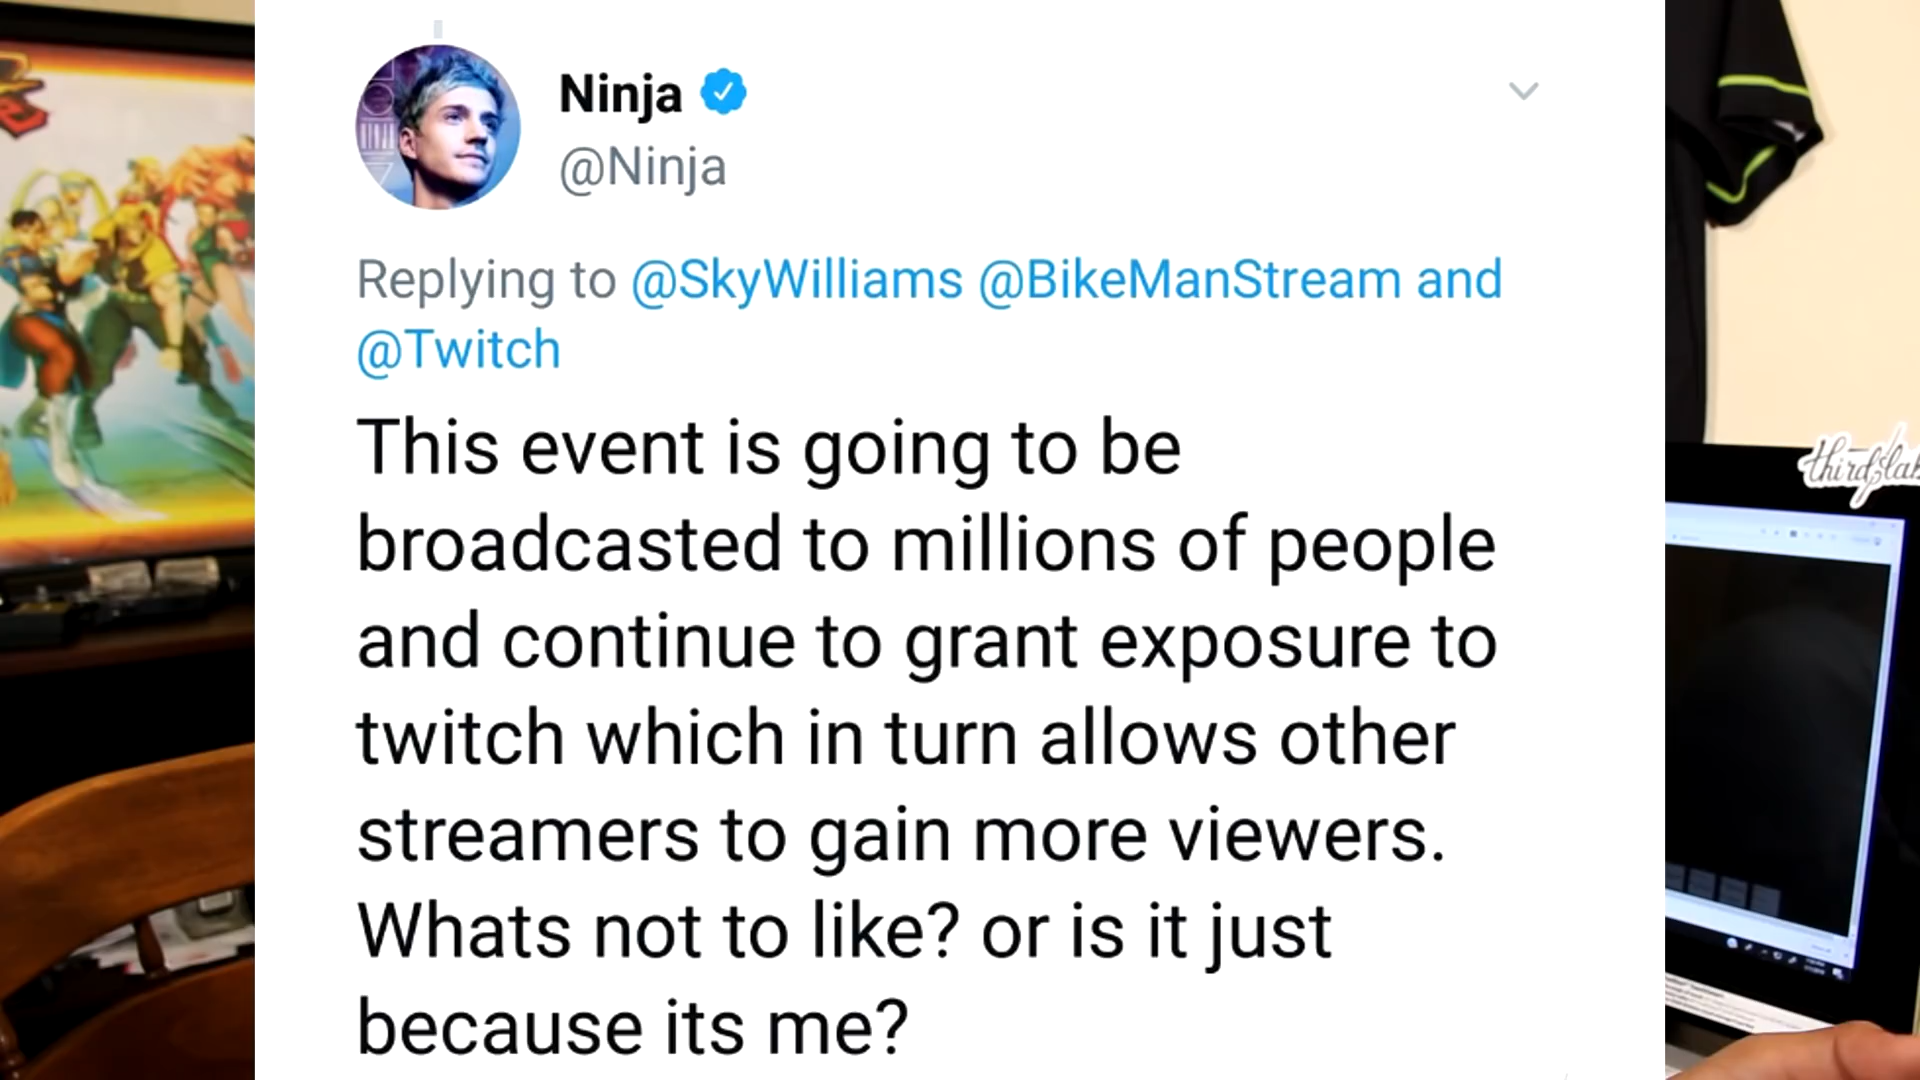 Ninja
@Ninja
Replying to @SkyWilliams @BikeManStream and
@Twitch
This event is going to be
broadcasted to millions of people
and continue to grant exposure to
twitch which in turn allows other
streamers to gain more viewers.
Whats not to like? or is it just
because its me?